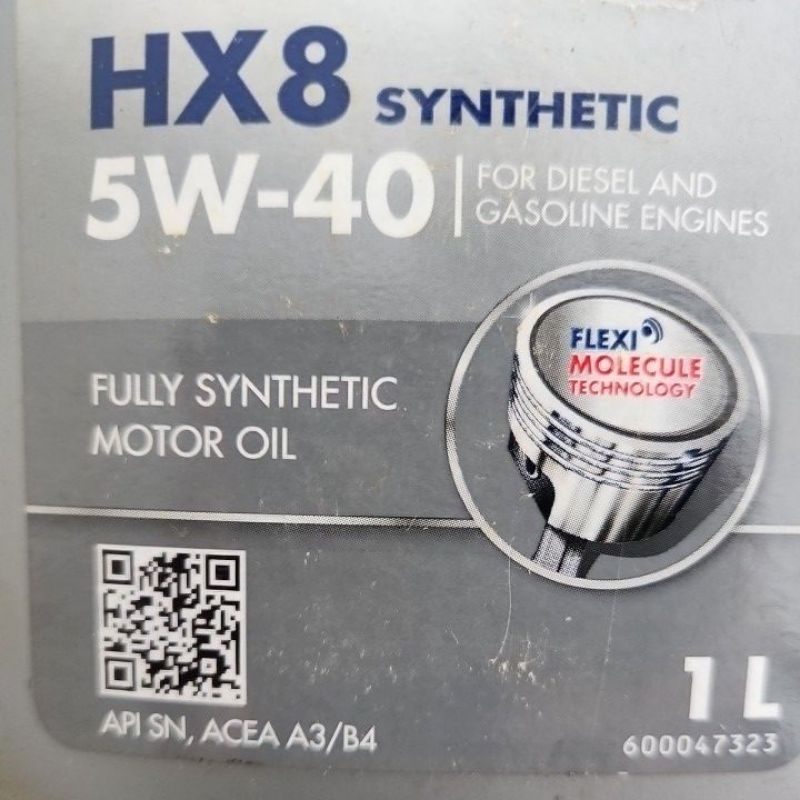 HX8 SYNTHETIC
5W-40
FOR DIESEL AND
GASOLINE ENGINES
FLEXI
MOLECULE
TECHNOLOGY
FULLY SYNTHETIC
MOTOR OIL
API SN, ACEA A3/B4
1 L
600047323